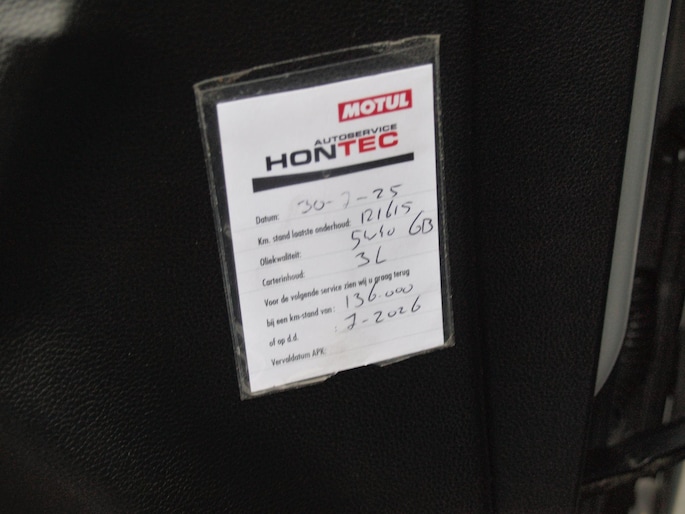 MOTUL
AUTOSERVICE
HONTEC
Datum: 30-7-25
Km. stand laatste onderhoud: 121615
Oliekwaliteit: 5W40 GB
Carterinhoud: 3L
Voor de volgende service zien wij u graag terug
bij een km-stand van: 136.000
of op d.d. 7-2026
Vervaldatum APK: